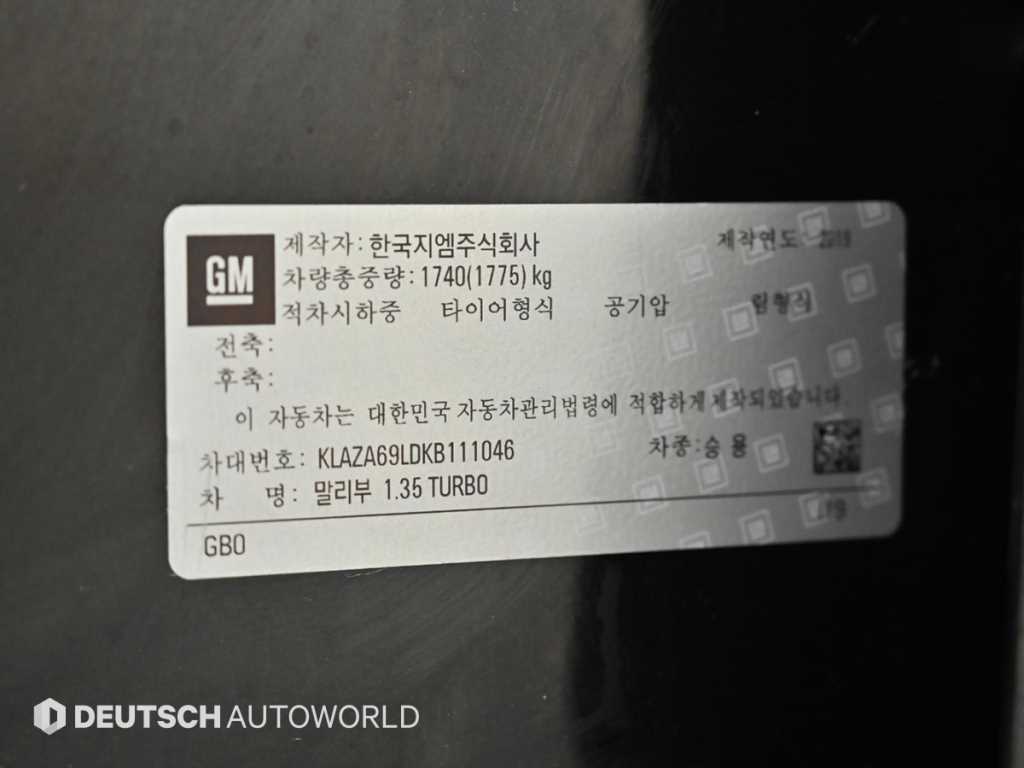 GM
제작자: 한국지엠주식회사 제작연도: 2019
차량총중량: 1740(1775) kg
적차시하중 타이어형식 공기압 림형식
전축:
후축:
이 자동차는 대한민국 자동차관리법령에 적합하게 제작되었습니다.
차대번호: KLAZA69LDKB111046 차종: 승 용
차 명: 말리부 1.35 TURBO
GB0
DEUTSCH AUTOWORLD